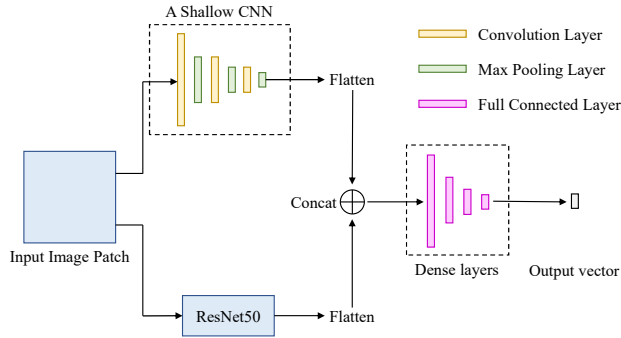 A Shallow CNN
Convolution Layer
Max Pooling Layer
Full Connected Layer
Flatten
Input Image Patch
Concat
Dense layers
Output vector
ResNet50
Flatten